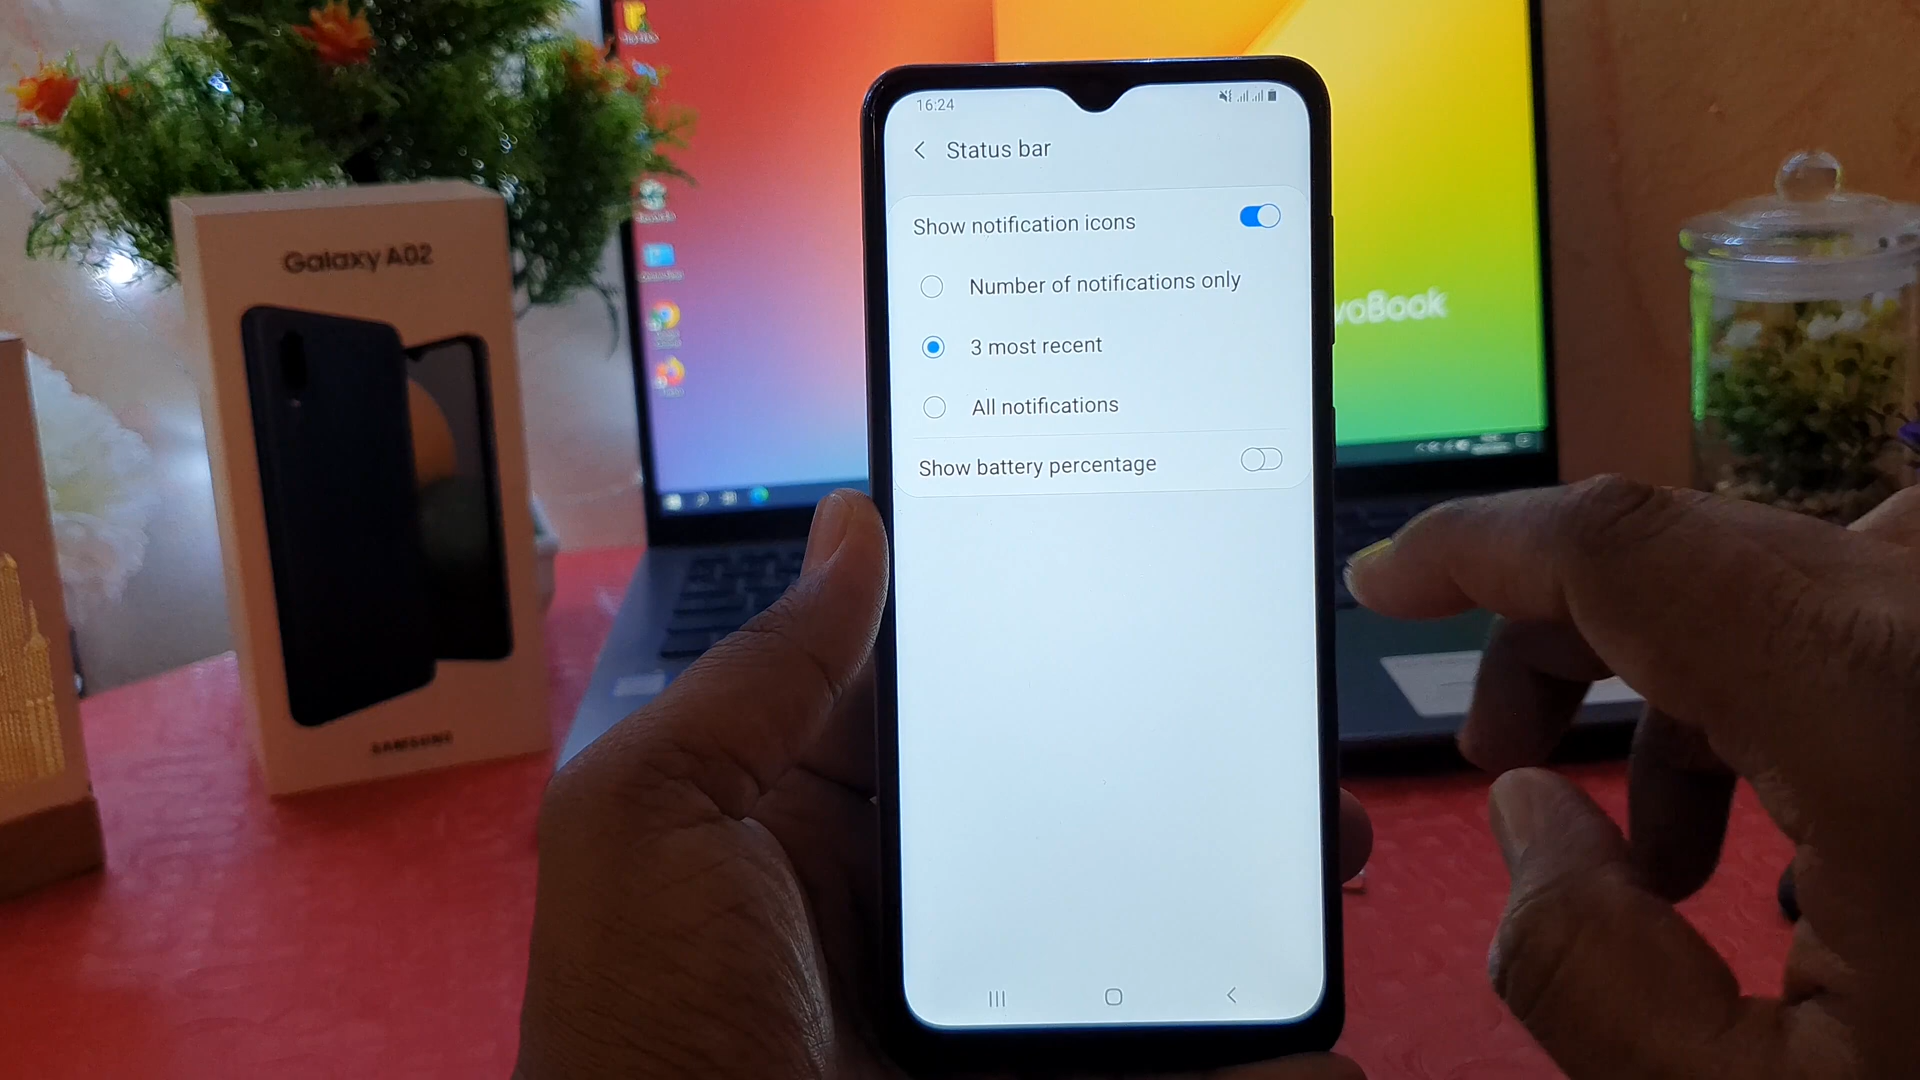 16:24
Status bar
Show notification icons
Number of notifications only
3 most recent
All notifications
Show battery percentage
Galaxy A02
SAMSUNG
voBook